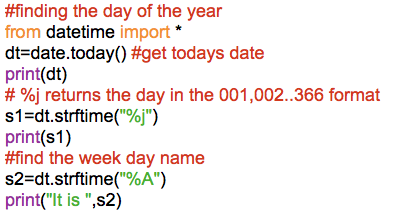 #finding the day of the year
from datetime import *
dt=date.today() #get todays date
print(dt)
# %j returns the day in the 001,002..366 format
s1=dt.strftime("%j")
print(s1)
#find the week day name
s2=dt.strftime("%A")
print("It is ",s2)